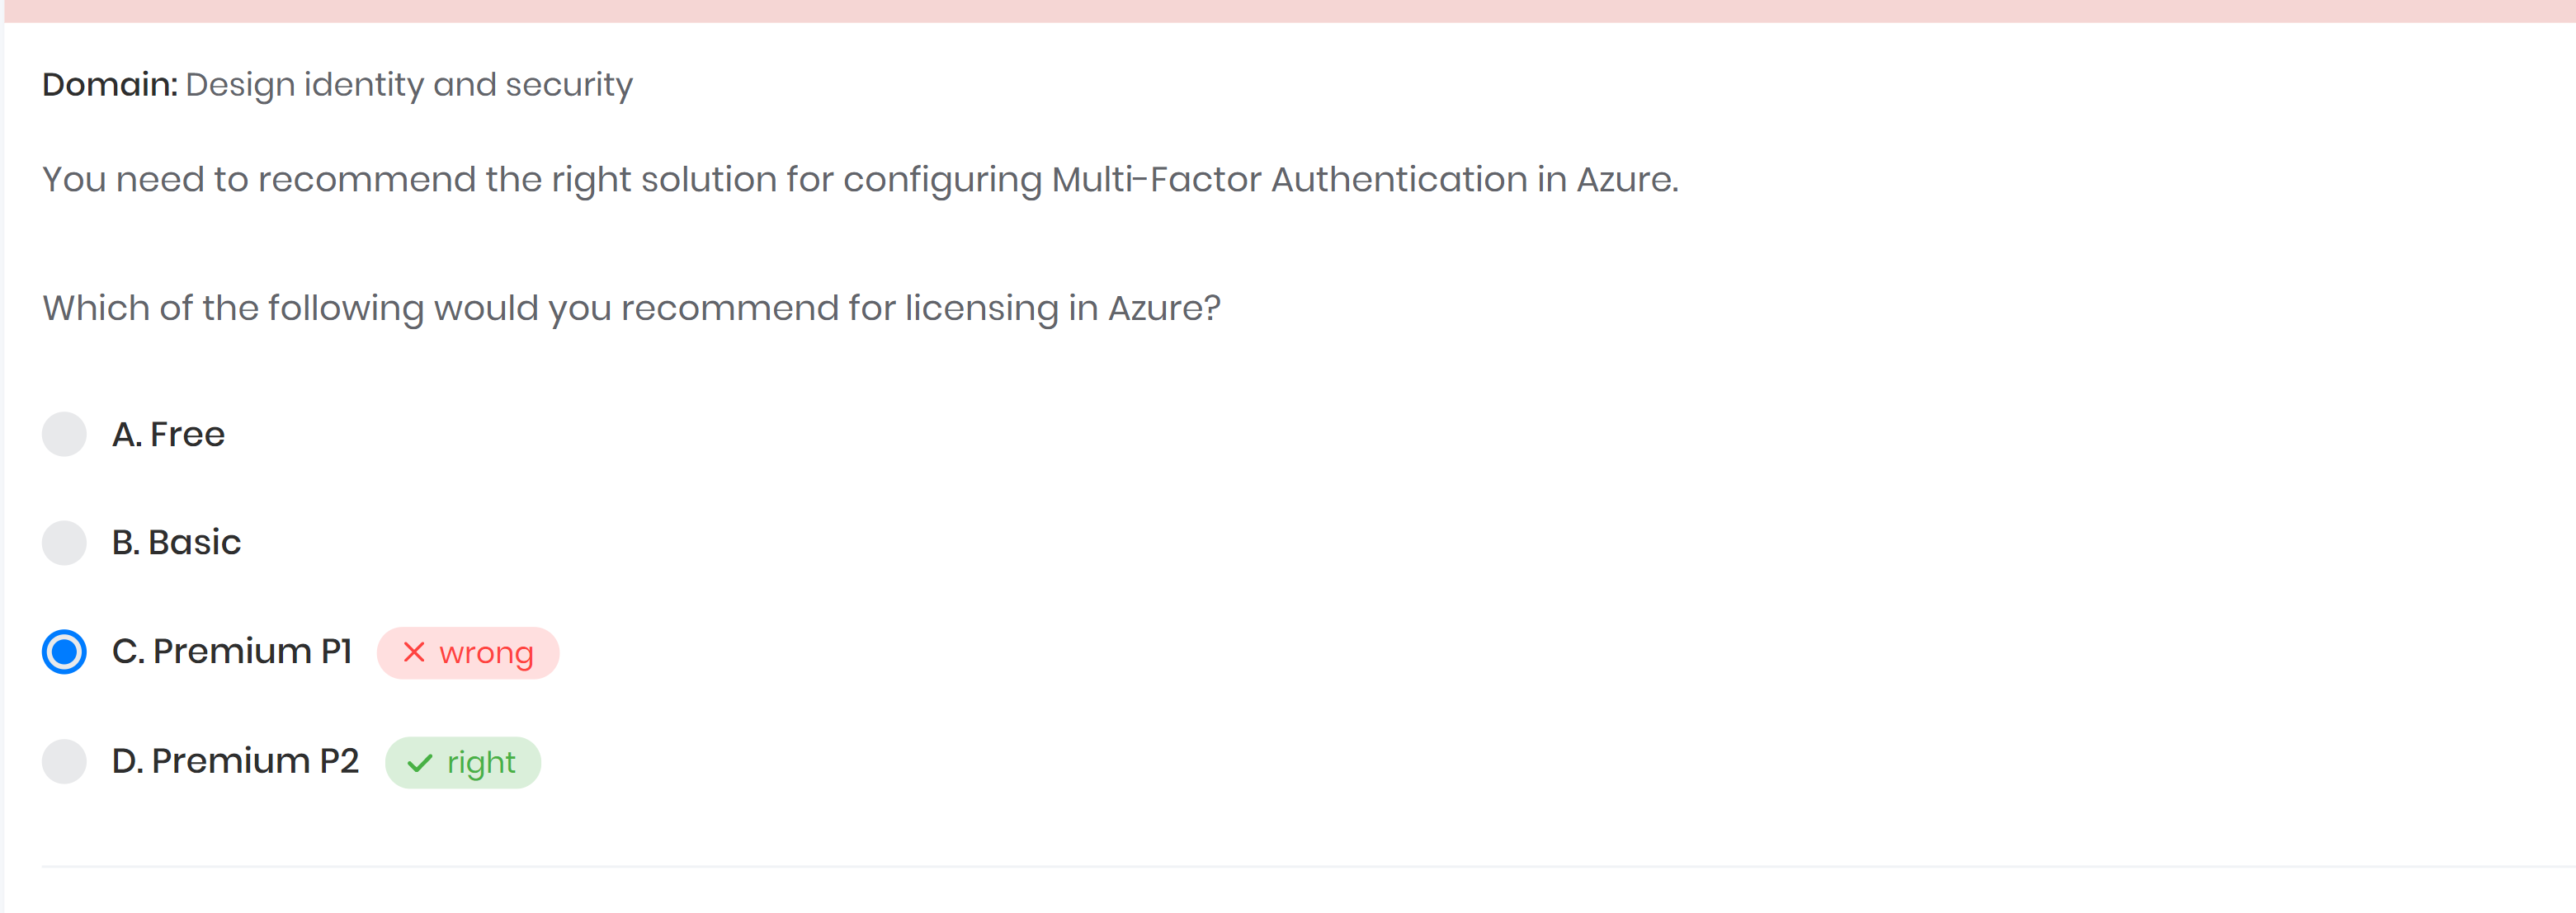 Domain: Design identity and security
You need to recommend the right solution for configuring Multi-Factor Authentication in Azure.
Which of the following would you recommend for licensing in Azure?
A. Free
B. Basic
C. Premium P1 wrong
D. Premium P2 right